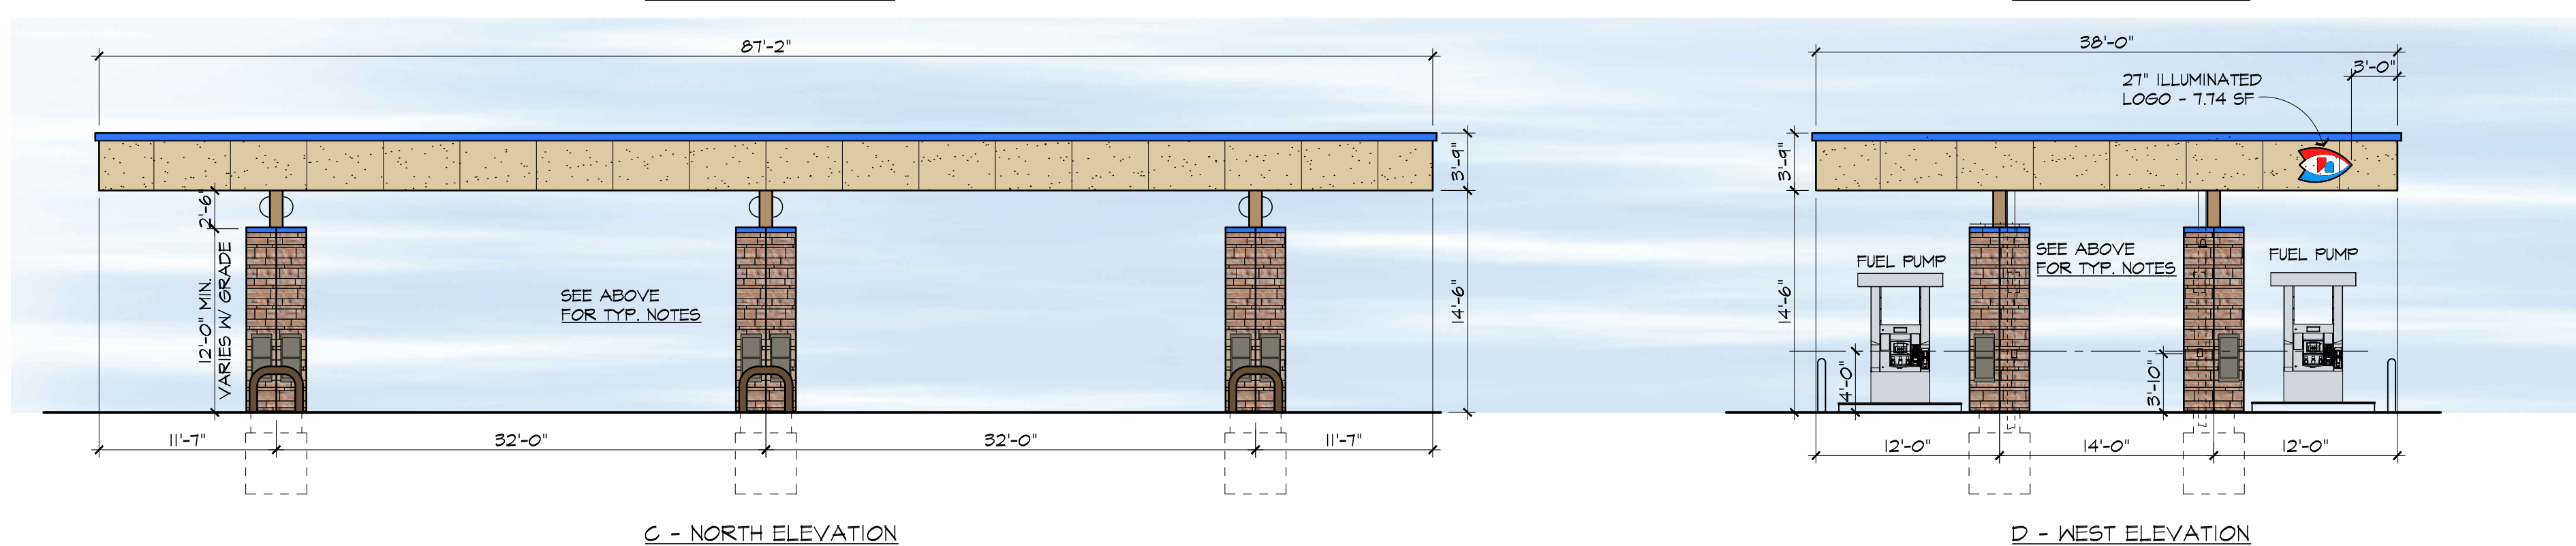 87'-2"
3'-9"
2'-6"
12'-0" MIN.
VARIES W/ GRADE
SEE ABOVE
FOR TYP. NOTES
14'-6"
11'-7"
32'-0"
32'-0"
11'-7"
C - NORTH ELEVATION
38'-0"
3'-0"
27" ILLUMINATED
LOGO - 7.74 SF
3'-9"
FUEL PUMP
SEE ABOVE
FOR TYP. NOTES
FUEL PUMP
14'-6"
4'-0"
3'-10"
12'-0"
14'-0"
12'-0"
D - WEST ELEVATION